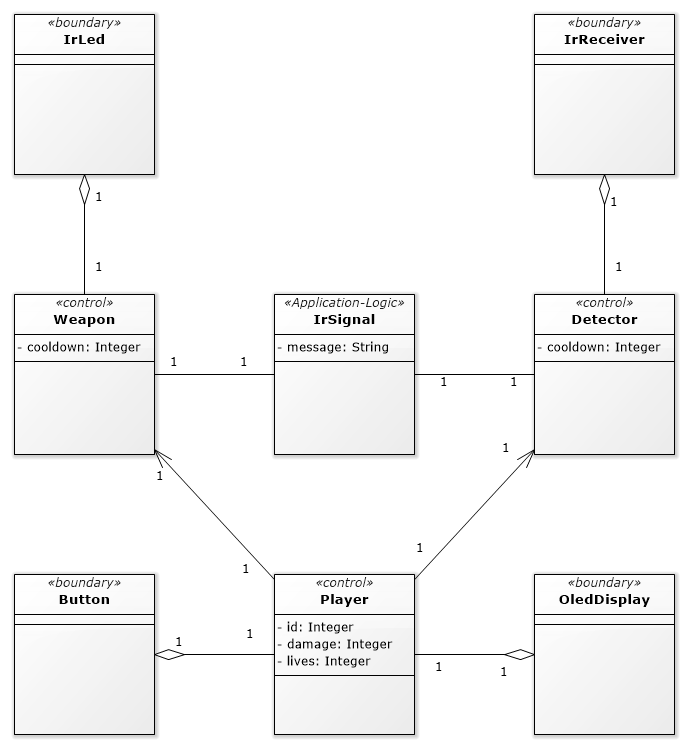 «boundary»
IrLed
«boundary»
IrReceiver
1
1
1
1
«control»
Weapon
- cooldown: Integer
«Application-Logic»
IrSignal
- message: String
«control»
Detector
- cooldown: Integer
1
1
1
1
1
1
1
1
«boundary»
Button
«control»
Player
- id: Integer
- damage: Integer
- lives: Integer
«boundary»
OledDisplay
1
1
1
1